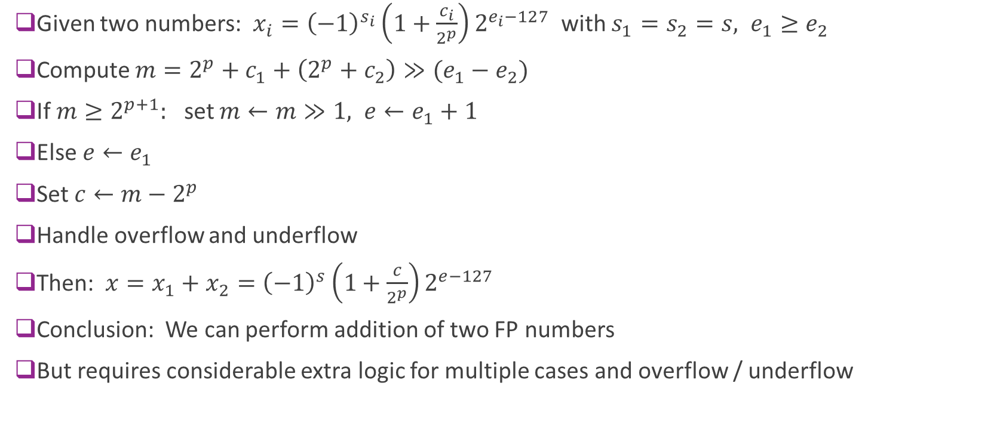 ❑Given two numbers: $x_i = (-1)^{s_i} \left(1 + \frac{c_i}{2^p}\right) 2^{e_i-127}$ with $s_1 = s_2 = s,\ e_1 \geq e_2$
❑Compute $m = 2^p + c_1 + (2^p + c_2) \gg (e_1 - e_2)$
❑If $m \geq 2^{p+1}$: set $m \leftarrow m \gg 1,\ e \leftarrow e_1 + 1$
❑Else $e \leftarrow e_1$
❑Set $c \leftarrow m - 2^p$
❑Handle overflow and underflow
❑Then: $x = x_1 + x_2 = (-1)^s \left(1 + \frac{c}{2^p}\right) 2^{e-127}$
❑Conclusion: We can perform addition of two FP numbers
❑But requires considerable extra logic for multiple cases and overflow / underflow